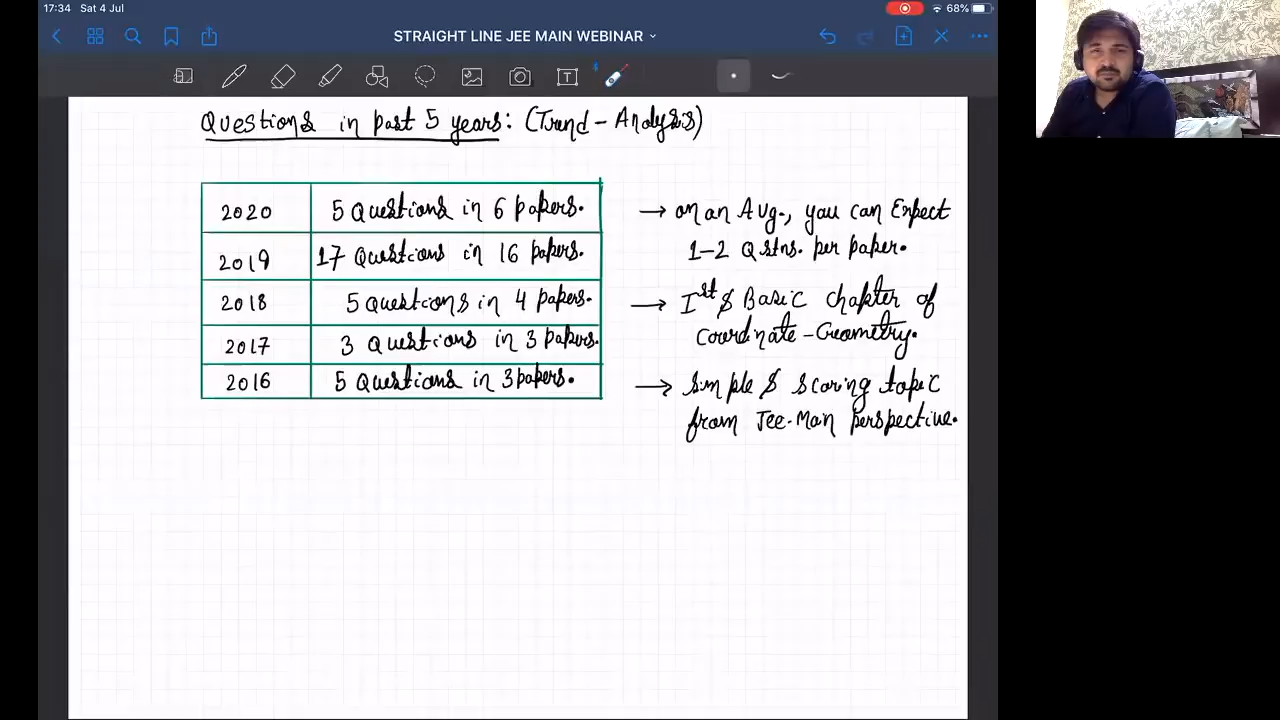 17:34 Sat 4 Jul
68%
STRAIGHT LINE JEE MAIN WEBINAR
T
Questions in past 5 years: (Trend - Analysis)
2020 5 Questions in 6 papers.
2019 17 Questions in 16 papers.
2018 5 Questions in 4 papers.
2017 3 Questions in 3 papers.
2016 5 Questions in 3 papers.
→ on an Avg., you can Expect
1-2 Qstns. per paper.
→ Ist & Basic chapter of
Coordinate - Geometry.
→ Simple & scoring topic
from Jee-Main perspective.